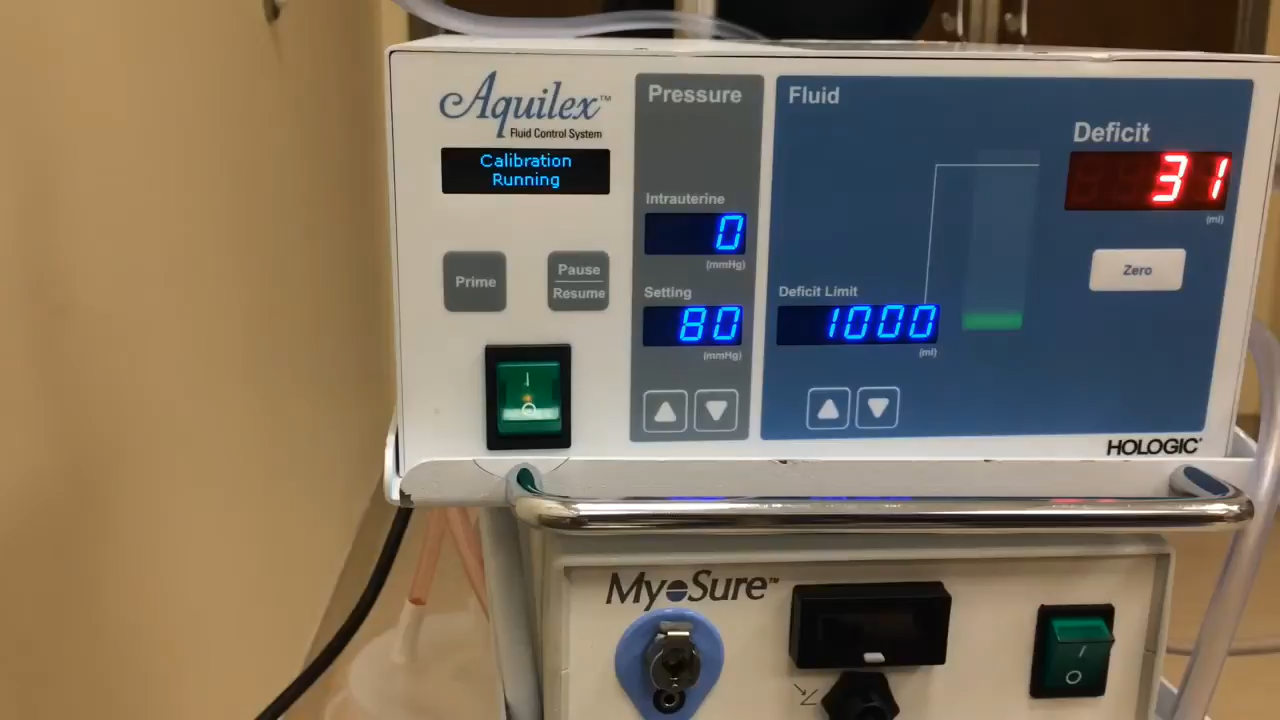 Aquilex™
Fluid Control System
Calibration
Running
Prime
Pause
Resume
I
O
Pressure
Intrauterine
0
(mmHg)
Setting
80
(mmHg)
Fluid
Deficit Limit
1000
(ml)
Deficit
31
(ml)
Zero
HOLOGIC®
MyoSure™
I
O